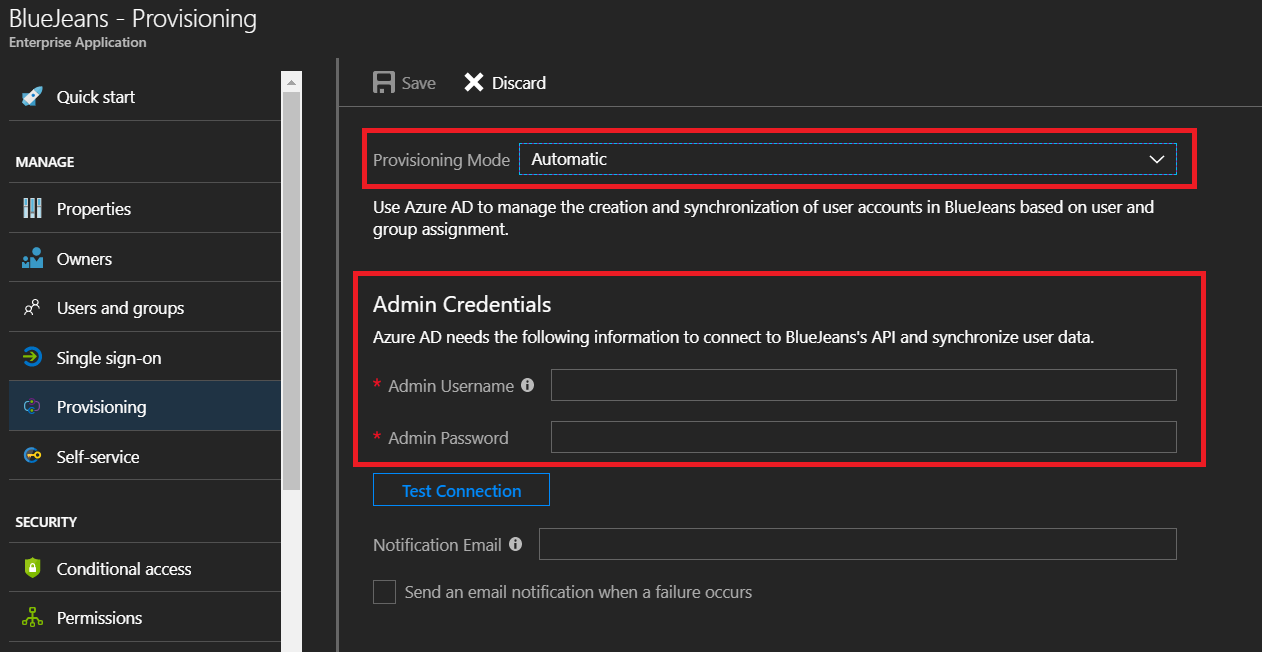 BlueJeans - Provisioning
Enterprise Application
Quick start
MANAGE
Properties
Owners
Users and groups
Single sign-on
Provisioning
Self-service
SECURITY
Conditional access
Permissions
Save
Discard
Provisioning Mode
Automatic
Use Azure AD to manage the creation and synchronization of user accounts in BlueJeans based on user and
group assignment.
Admin Credentials
Azure AD needs the following information to connect to BlueJeans's API and synchronize user data.
* Admin Username
* Admin Password
Test Connection
Notification Email
Send an email notification when a failure occurs